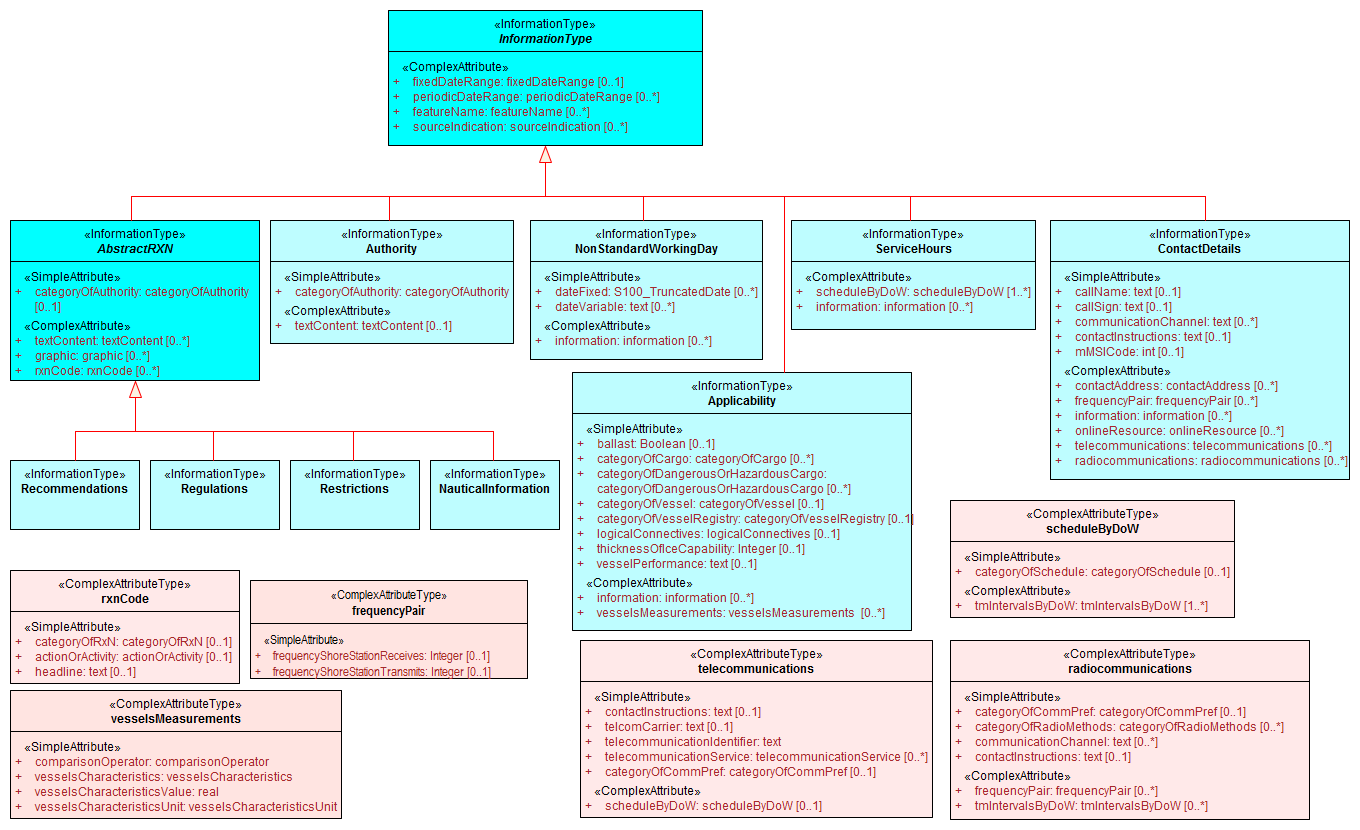 «InformationType»
InformationType
«ComplexAttribute»
+ fixedDateRange: fixedDateRange [0..1]
+ periodicDateRange: periodicDateRange [0..*]
+ featureName: featureName [0..*]
+ sourceIndication: sourceIndication [0..*]
«InformationType»
AbstractRXN
«SimpleAttribute»
+ categoryOfAuthority: categoryOfAuthority
[0..1]
«ComplexAttribute»
+ textContent: textContent [0..*]
+ graphic: graphic [0..*]
+ rxnCode: rxnCode [0..*]
«InformationType»
Authority
«SimpleAttribute»
+ categoryOfAuthority: categoryOfAuthority
«ComplexAttribute»
+ textContent: textContent [0..1]
«InformationType»
NonStandardWorkingDay
«SimpleAttribute»
+ dateFixed: S100_TruncatedDate [0..*]
+ dateVariable: text [0..*]
«ComplexAttribute»
+ information: information [0..*]
«InformationType»
ServiceHours
«ComplexAttribute»
+ scheduleByDoW: scheduleByDoW [1..*]
+ information: information [0..*]
«InformationType»
ContactDetails
«SimpleAttribute»
+ callName: text [0..1]
+ callSign: text [0..1]
+ communicationChannel: text [0..*]
+ contactInstructions: text [0..1]
+ mMSICode: int [0..1]
«ComplexAttribute»
+ contactAddress: contactAddress [0..*]
+ frequencyPair: frequencyPair [0..*]
+ information: information [0..*]
+ onlineResource: onlineResource [0..*]
+ telecommunications: telecommunications [0..*]
+ radiocommunications: radiocommunications [0..*]
«InformationType»
Applicability
«SimpleAttribute»
+ ballast: Boolean [0..1]
+ categoryOfCargo: categoryOfCargo [0..*]
+ categoryOfDangerousOrHazardousCargo:
categoryOfDangerousOrHazardousCargo [0..*]
+ categoryOfVessel: categoryOfVessel [0..1]
+ categoryOfVesselRegistry: categoryOfVesselRegistry [0..1]
+ logicalConnectives: logicalConnectives [0..1]
+ thicknessOfIceCapability: Integer [0..1]
+ vesselPerformance: text [0..1]
«ComplexAttribute»
+ information: information [0..*]
+ vesselsMeasurements: vesselsMeasurements [0..*]
«InformationType»
Recommendations
«InformationType»
Regulations
«InformationType»
Restrictions
«InformationType»
NauticalInformation
«ComplexAttributeType»
scheduleByDoW
«SimpleAttribute»
+ categoryOfSchedule: categoryOfSchedule [0..1]
«ComplexAttribute»
+ tmIntervalsByDoW: tmIntervalsByDoW [1..*]
«ComplexAttributeType»
rxnCode
«SimpleAttribute»
+ categoryOfRxN: categoryOfRxN [0..1]
+ actionOrActivity: actionOrActivity [0..1]
+ headline: text [0..1]
«ComplexAttributeType»
frequencyPair
«SimpleAttribute»
+ frequencyShoreStationReceives: Integer [0..1]
+ frequencyShoreStationTransmits: Integer [0..1]
«ComplexAttributeType»
telecommunications
«SimpleAttribute»
+ contactInstructions: text [0..1]
+ telcomCarrier: text [0..1]
+ telecommunicationIdentifier: text
+ telecommunicationService: telecommunicationService [0..*]
+ categoryOfCommPref: categoryOfCommPref [0..1]
«ComplexAttribute»
+ scheduleByDoW: scheduleByDoW [0..1]
«ComplexAttributeType»
radiocommunications
«SimpleAttribute»
+ categoryOfCommPref: categoryOfCommPref [0..1]
+ categoryOfRadioMethods: categoryOfRadioMethods [0..*]
+ communicationChannel: text [0..*]
+ contactInstructions: text [0..1]
«ComplexAttribute»
+ frequencyPair: frequencyPair [0..*]
+ tmIntervalsByDoW: tmIntervalsByDoW [0..*]
«ComplexAttributeType»
vesselsMeasurements
«SimpleAttribute»
+ comparisonOperator: comparisonOperator
+ vesselsCharacteristics: vesselsCharacteristics
+ vesselsCharacteristicsValue: real
+ vesselsCharacteristicsUnit: vesselsCharacteristicsUnit